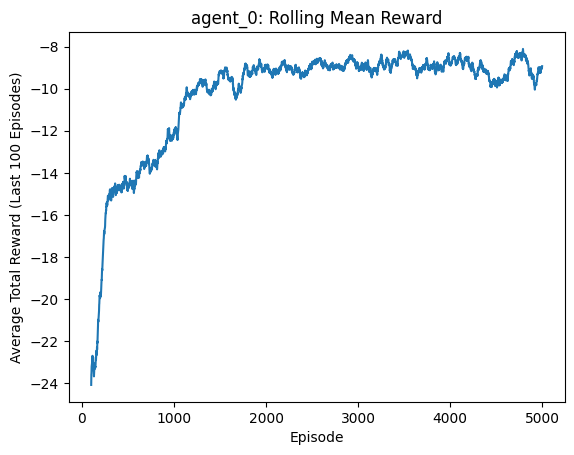 agent_0: Rolling Mean Reward
Average Total Reward (Last 100 Episodes)
−8
−10
−12
−14
−16
−18
−20
−22
−24
0 1000 2000 3000 4000 5000
Episode